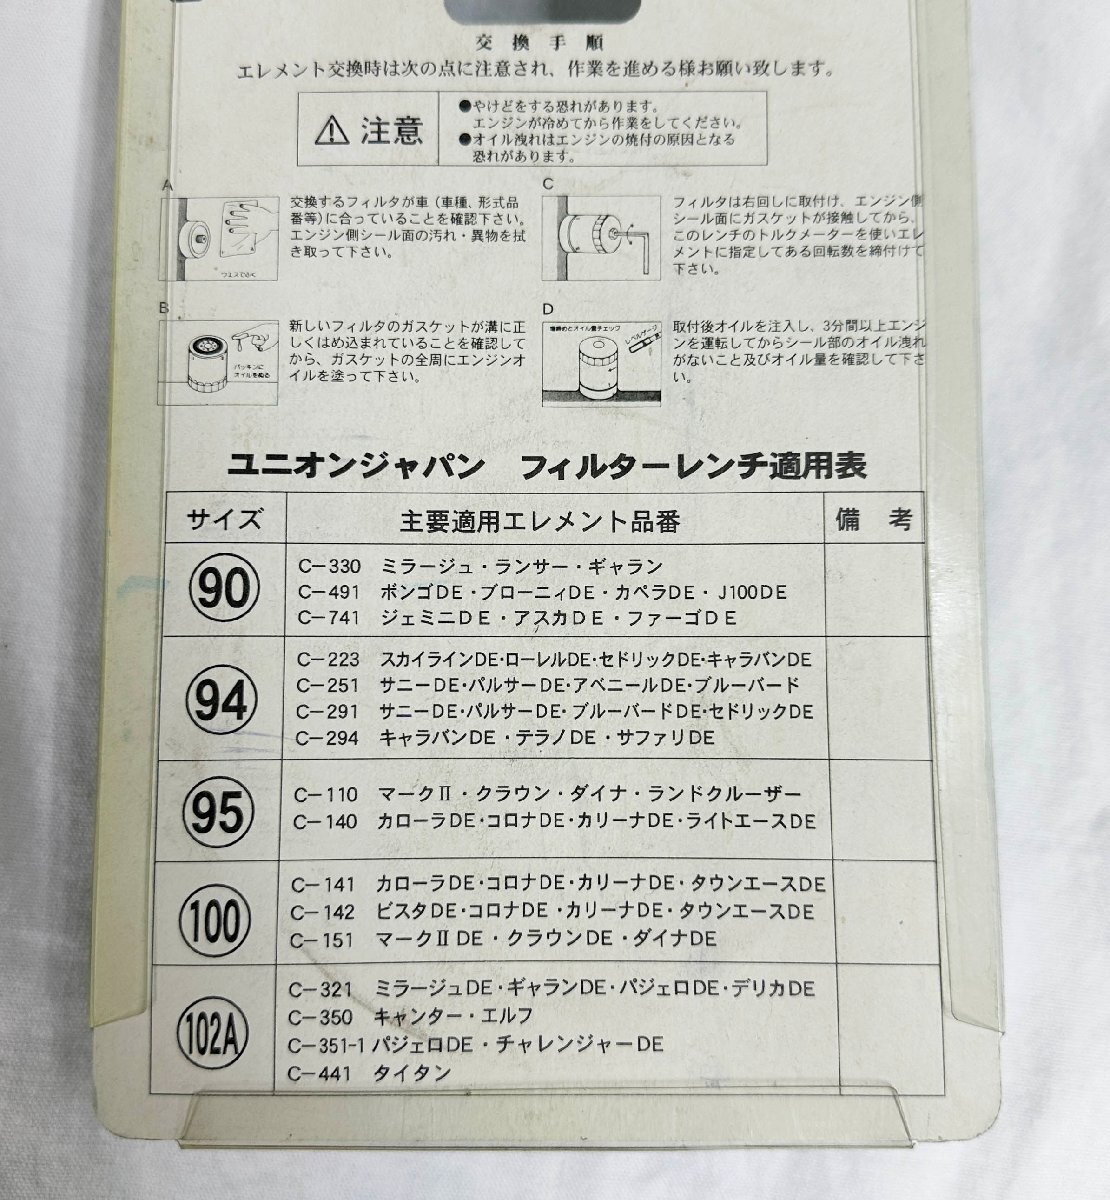 交換手順
エレメント交換時は次の点に注意され、作業を進める様お願い致します。
⚠ 注意
●やけどをする恐れがあります。
エンジンが冷めてから作業をしてください。
●オイル洩れはエンジンの焼付の原因となる
恐れがあります。
A
交換するフィルタが車（車種、形式品
番等）に合っていることを確認下さい。
エンジン側シール面の汚れ・異物を拭
き取って下さい。
ウエスでふく
B
新しいフィルタのガスケットが溝に正
しくはめ込まれていることを確認して
から、ガスケットの全周にエンジンオ
イルを塗って下さい。
パッキンに
オイルをぬる
C
フィルタは右回しに取付け、エンジン側
シール面にガスケットが接触してから、
このレンチのトルクメーターを使いエレ
メントに指定してある回転数を締付けて
下さい。
D
増締めとオイル量チェック
レベルゲージ
取付後オイルを注入し、3分間以上エンジ
を運転してからシール部のオイル洩れ
がないこと及びオイル量を確認して下さ
い。
ユニオンジャパン　フィルターレンチ適用表
サイズ 主要適用エレメント品番 備考
90
C-330 ミラージュ・ランサー・ギャラン
C-491 ボンゴDE・ブローニィDE・カペラDE・J100DE
C-741 ジェミニDE・アスカDE・ファーゴDE
94
C-223 スカイラインDE・ローレルDE・セドリックDE・キャラバンDE
C-251 サニーDE・パルサーDE・アベニールDE・ブルーバード
C-291 サニーDE・パルサーDE・ブルーバードDE・セドリックDE
C-294 キャラバンDE・テラノDE・サファリDE
95
C-110 マークⅡ・クラウン・ダイナ・ランドクルーザー
C-140 カローラDE・コロナDE・カリーナDE・ライトエースDE
100
C-141 カローラDE・コロナDE・カリーナDE・タウンエースDE
C-142 ビスタDE・コロナDE・カリーナDE・タウンエースDE
C-151 マークⅡDE・クラウンDE・ダイナDE
102A
C-321 ミラージュDE・ギャランDE・パジェロDE・デリカDE
C-350 キャンター・エルフ
C-351-1 パジェロDE・チャレンジャーDE
C-441 タイタン